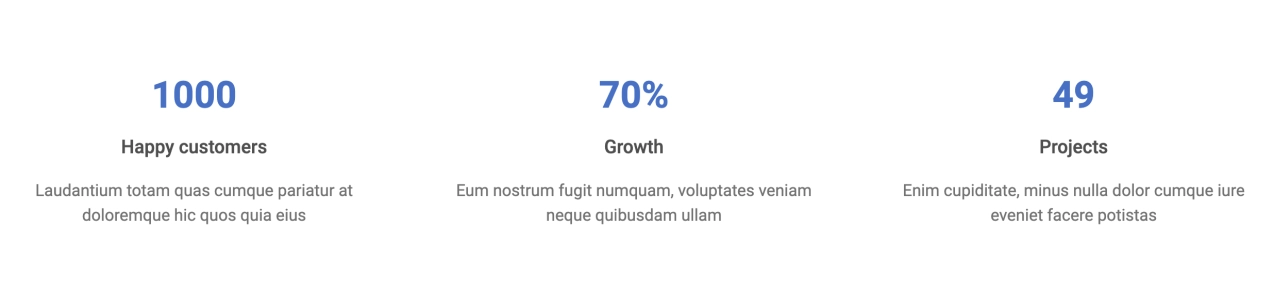 1000
Happy customers
Laudantium totam quas cumque pariatur at
doloremque hic quos quia eius
70%
Growth
Eum nostrum fugit numquam, voluptates veniam
neque quibusdam ullam
49
Projects
Enim cupiditate, minus nulla dolor cumque iure
eveniet facere potistas